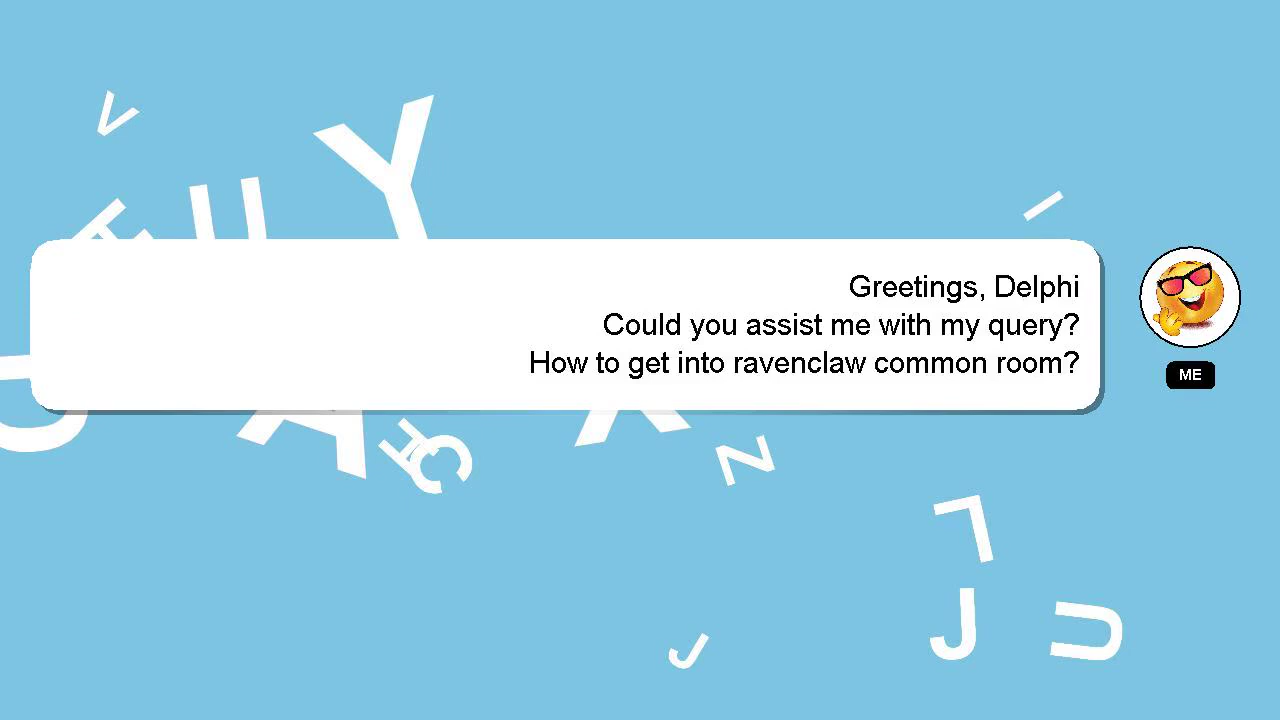 Greetings, Delphi
Could you assist me with my query?
How to get into ravenclaw common room?
ME
V
H
U
Y
I
J
A
H
C
X
N
L
J
U
J